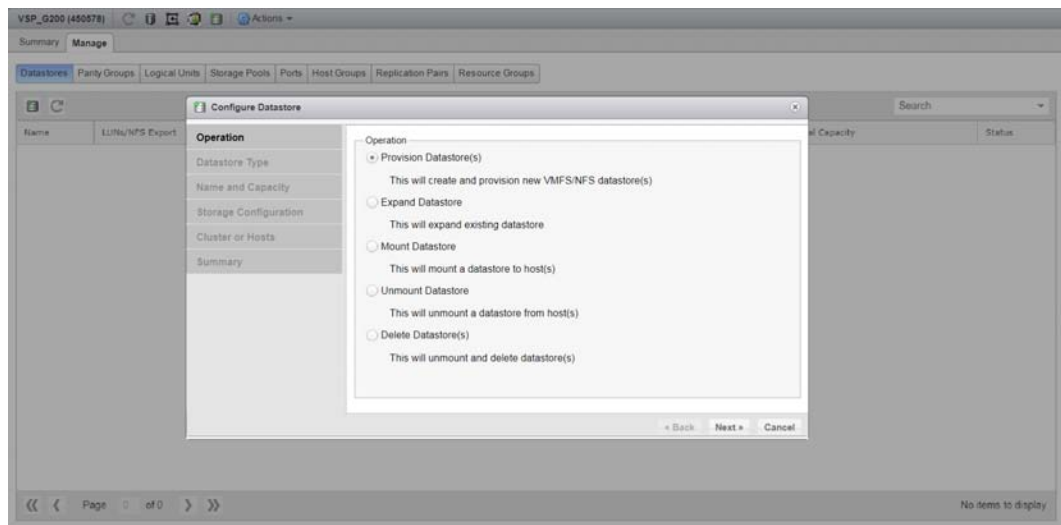 VSP_G200 (450578) Actions
Summary Manage
Datastores Parity Groups Logical Units Storage Pools Ports Host Groups Replication Pairs Resource Groups
Configure Datastore
Search
Name LUNs/NFS Export
al Capacity Status
Operation
Datastore Type
Name and Capacity
Storage Configuration
Cluster or Hosts
Summary
Operation
Provision Datastore(s)
This will create and provision new VMFS/NFS datastore(s)
Expand Datastore
This will expand existing datastore
Mount Datastore
This will mount a datastore to host(s)
Unmount Datastore
This will unmount a datastore from host(s)
Delete Datastore(s)
This will unmount and delete datastore(s)
« Back Next » Cancel
Page 0 of 0
No items to display